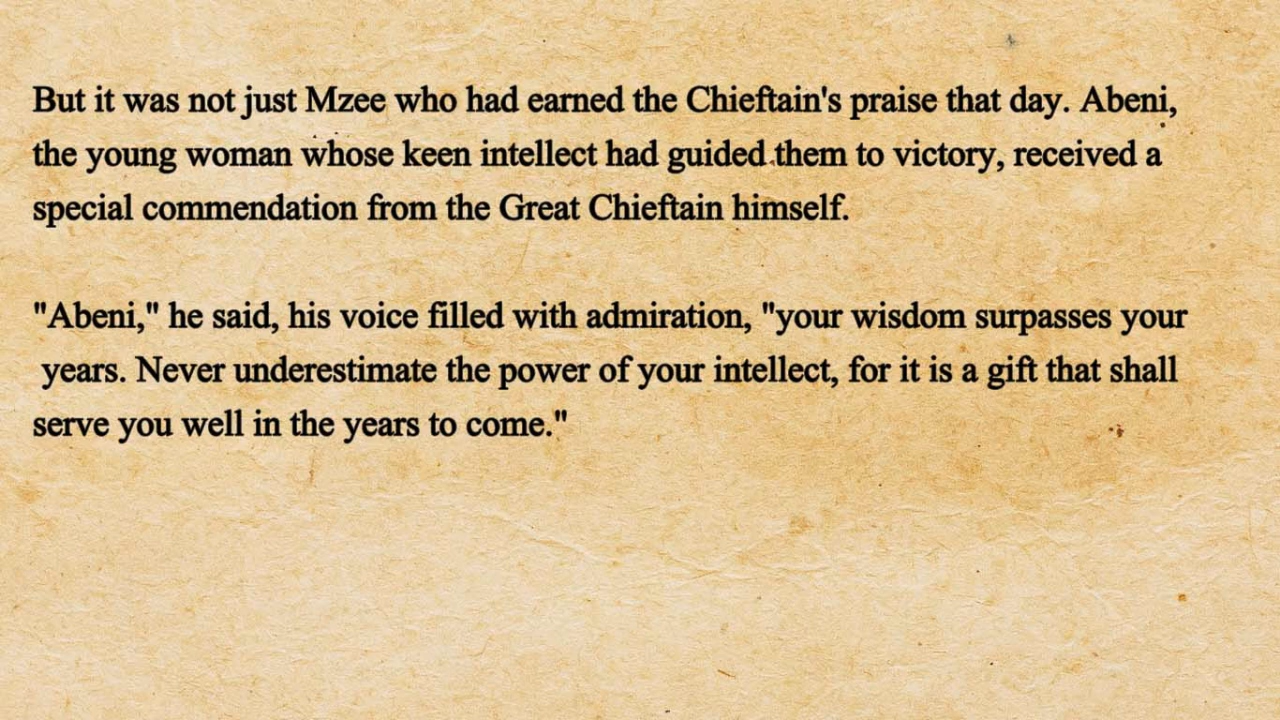 But it was not just Mzee who had earned the Chieftain's praise that day. Abeni,
the young woman whose keen intellect had guided them to victory, received a
special commendation from the Great Chieftain himself.
"Abeni," he said, his voice filled with admiration, "your wisdom surpasses your
years. Never underestimate the power of your intellect, for it is a gift that shall
serve you well in the years to come."